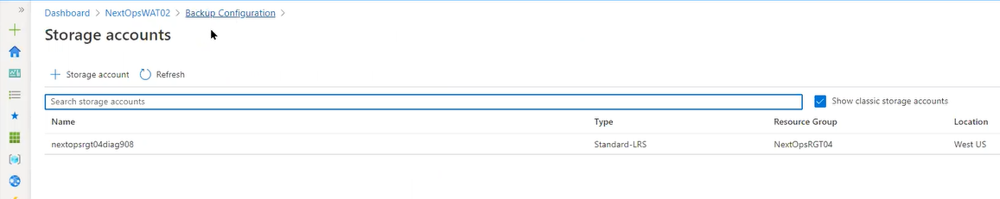 Dashboard > NextOpsWAT02 > Backup Configuration >
Storage accounts
+ Storage account Refresh
Search storage accounts Show classic storage accounts
Name Type Resource Group Location
nextopsrgt04diag908 Standard-LRS NextOpsRGT04 West US